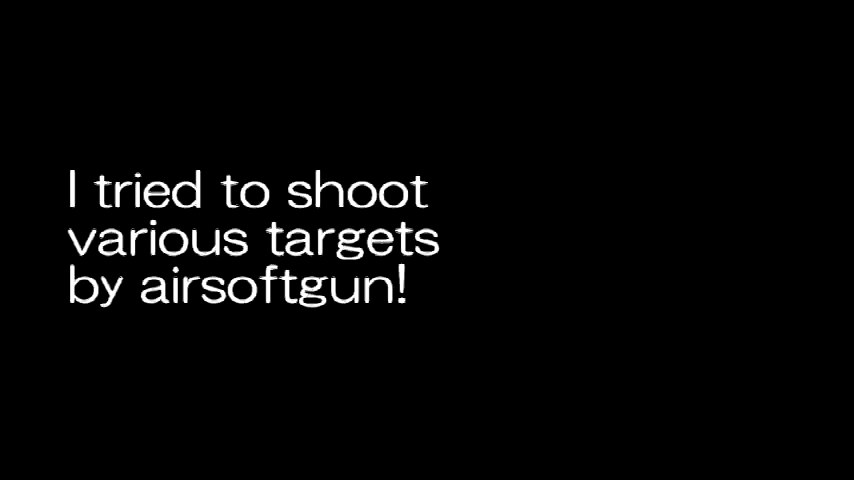 I tried to shoot
various targets
by airsoftgun!